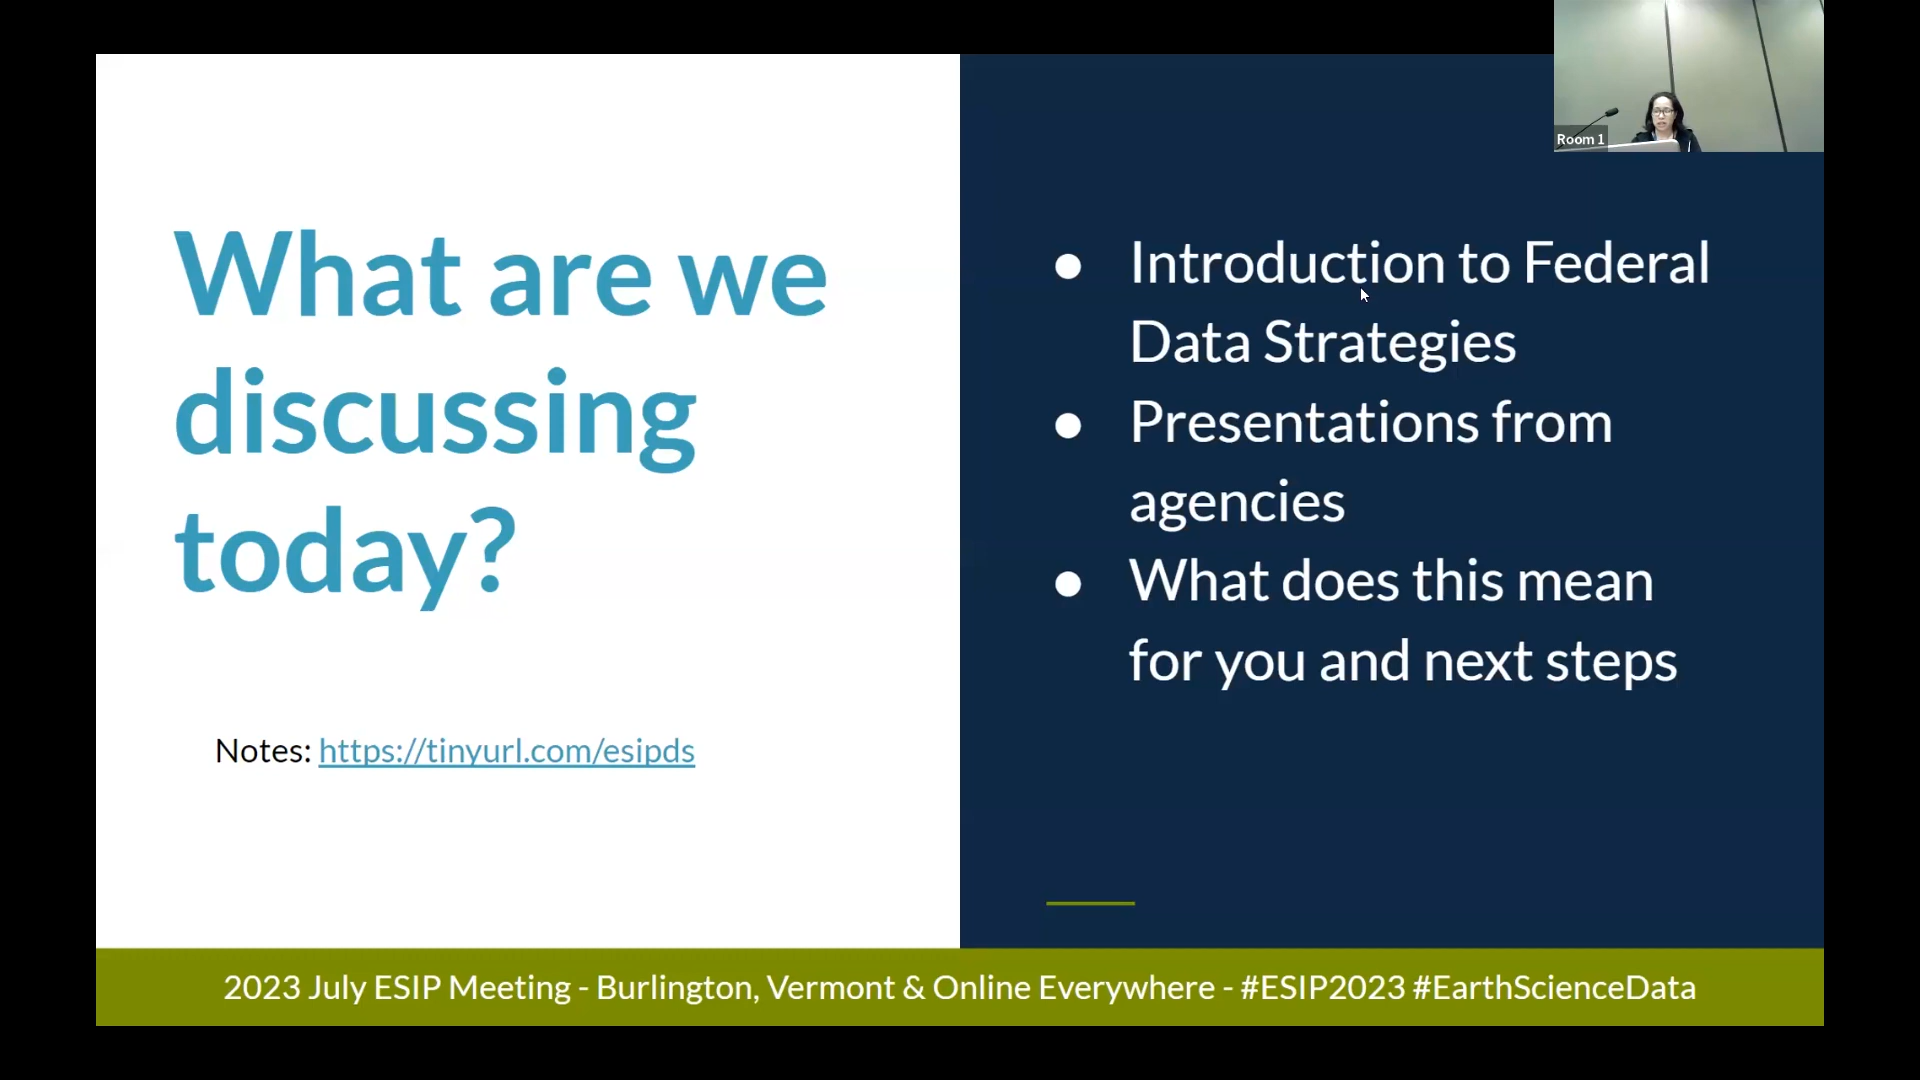 Room 1
What are we
discussing
today?
Notes: https://tinyurl.com/esipds
● Introduction to Federal
Data Strategies
● Presentations from
agencies
● What does this mean
for you and next steps
2023 July ESIP Meeting - Burlington, Vermont & Online Everywhere - #ESIP2023 #EarthScienceData